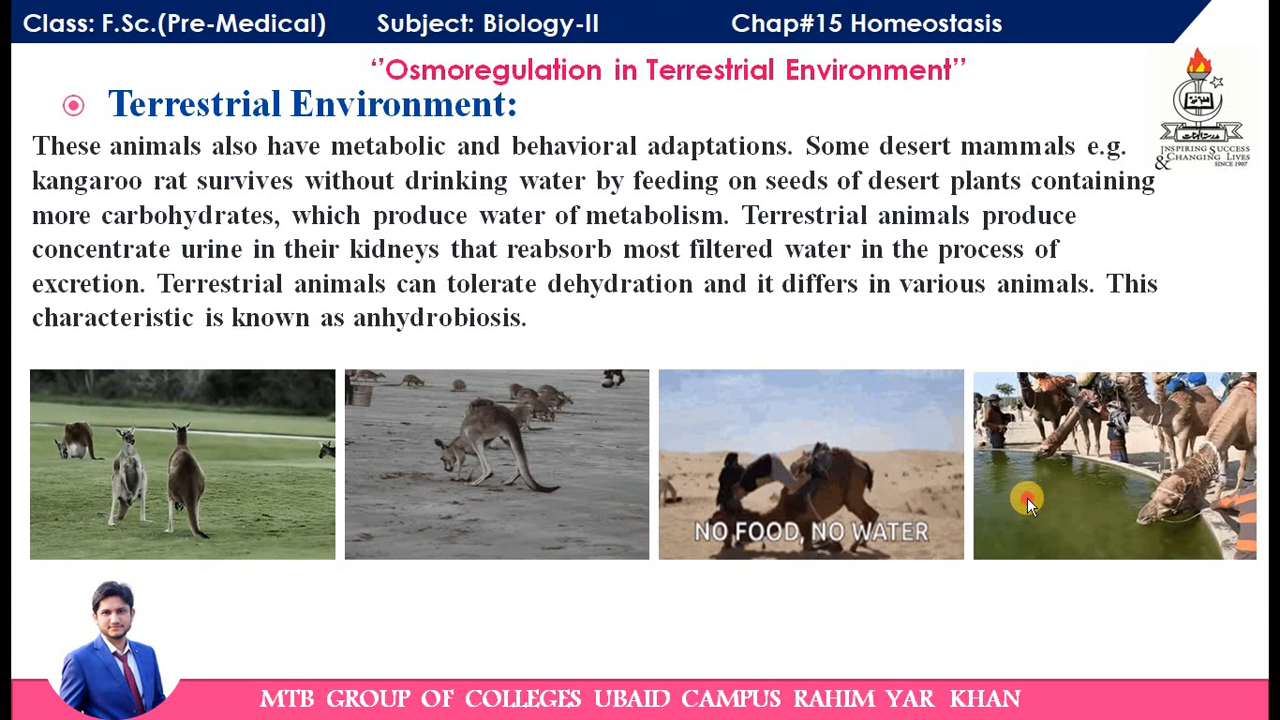 Class: F.Sc.(Pre-Medical) Subject: Biology-II Chap#15 Homeostasis
‘’Osmoregulation in Terrestrial Environment’’
Terrestrial Environment:
These animals also have metabolic and behavioral adaptations. Some desert mammals e.g.
kangaroo rat survives without drinking water by feeding on seeds of desert plants containing
more carbohydrates, which produce water of metabolism. Terrestrial animals produce
concentrate urine in their kidneys that reabsorb most filtered water in the process of
excretion. Terrestrial animals can tolerate dehydration and it differs in various animals. This
characteristic is known as anhydrobiosis.
INSPIRING SUCCESS
& CHANGING LIVES
SINCE 1907
NO FOOD, NO WATER
MTB GROUP OF COLLEGES UBAID CAMPUS RAHIM YAR KHAN